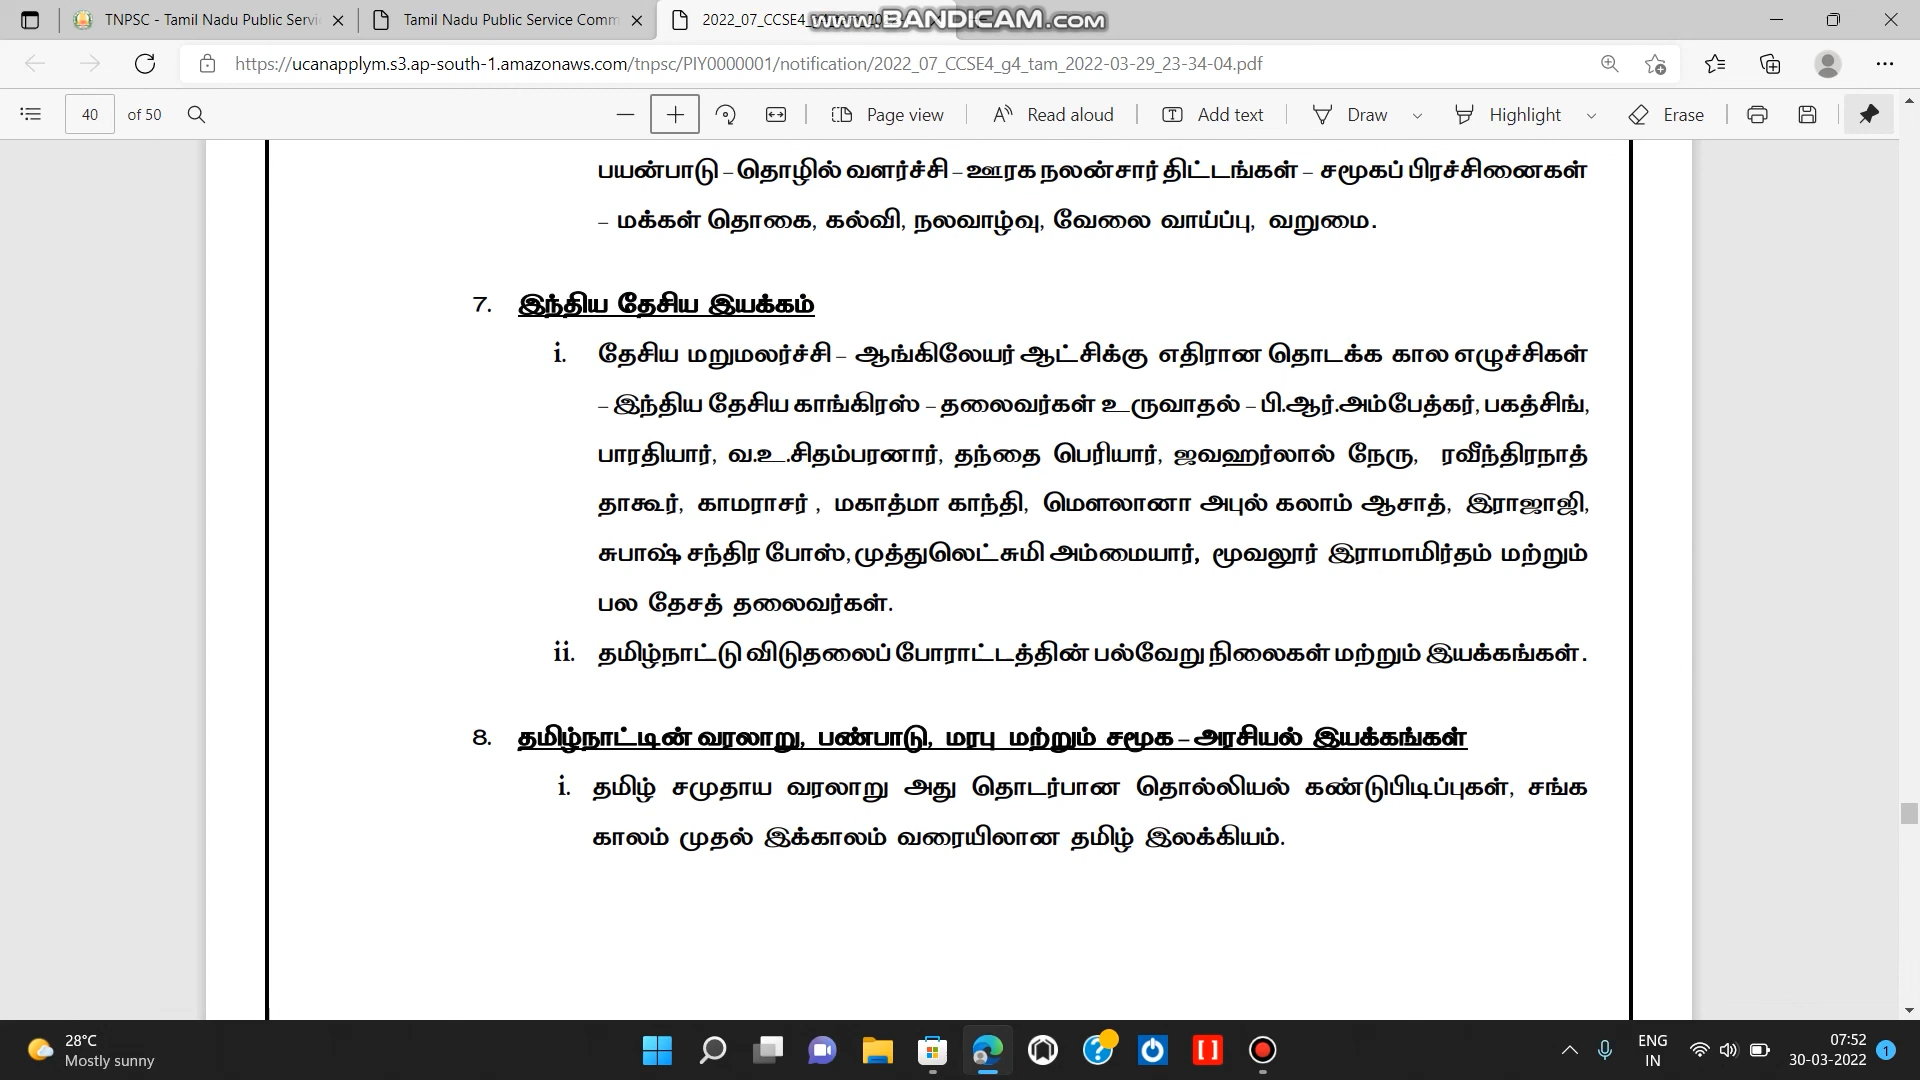 TNPSC - Tamil Nadu Public Servi
Tamil Nadu Public Service Comm
2022_07_CCSE4_
www.BANDICAM.com
https://ucanapplym.s3.ap-south-1.amazonaws.com/tnpsc/PIY0000001/notification/2022_07_CCSE4_g4_tam_2022-03-29_23-34-04.pdf
40 of 50 Page view Read aloud Add text Draw Highlight Erase
பயன்பாடு – தொழில் வளர்ச்சி – ஊரக நலன்சார் திட்டங்கள் – சமூகப் பிரச்சினைகள்
– மக்கள் தொகை, கல்வி, நலவாழ்வு, வேலை வாய்ப்பு, வறுமை.
7. இந்திய தேசிய இயக்கம்
i. தேசிய மறுமலர்ச்சி – ஆங்கிலேயர் ஆட்சிக்கு எதிரான தொடக்க கால எழுச்சிகள்
– இந்திய தேசிய காங்கிரஸ் – தலைவர்கள் உருவாதல் – பி.ஆர்.அம்பேத்கர், பகத்சிங்,
பாரதியார், வ.உ.சிதம்பரனார், தந்தை பெரியார், ஜவஹர்லால் நேரு, ரவீந்திரநாத்
தாகூர், காமராசர் , மகாத்மா காந்தி, மௌலானா அபுல் கலாம் ஆசாத், இராஜாஜி,
சுபாஷ் சந்திர போஸ், முத்துலெட்சுமி அம்மையார், மூவலூர் இராமாமிர்தம் மற்றும்
பல தேசத் தலைவர்கள்.
ii. தமிழ்நாட்டு விடுதலைப் போராட்டத்தின் பல்வேறு நிலைகள் மற்றும் இயக்கங்கள்.
8. தமிழ்நாட்டின் வரலாறு, பண்பாடு, மரபு மற்றும் சமூக – அரசியல் இயக்கங்கள்
i. தமிழ் சமுதாய வரலாறு அது தொடர்பான தொல்லியல் கண்டுபிடிப்புகள், சங்க
காலம் முதல் இக்காலம் வரையிலான தமிழ் இலக்கியம்.
28°C
Mostly sunny
ENG
IN
07:52
30-03-2022
1